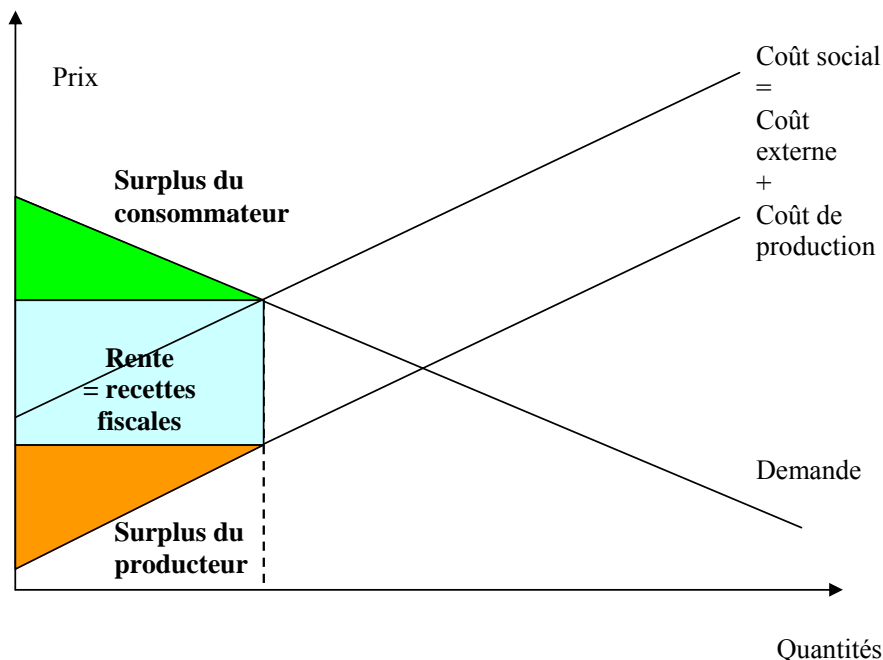 Prix
Coût social
=
Coût
externe
+
Coût de
production
Surplus du
consommateur
Rente
= recettes
fiscales
Demande
Surplus du
producteur
Quantités